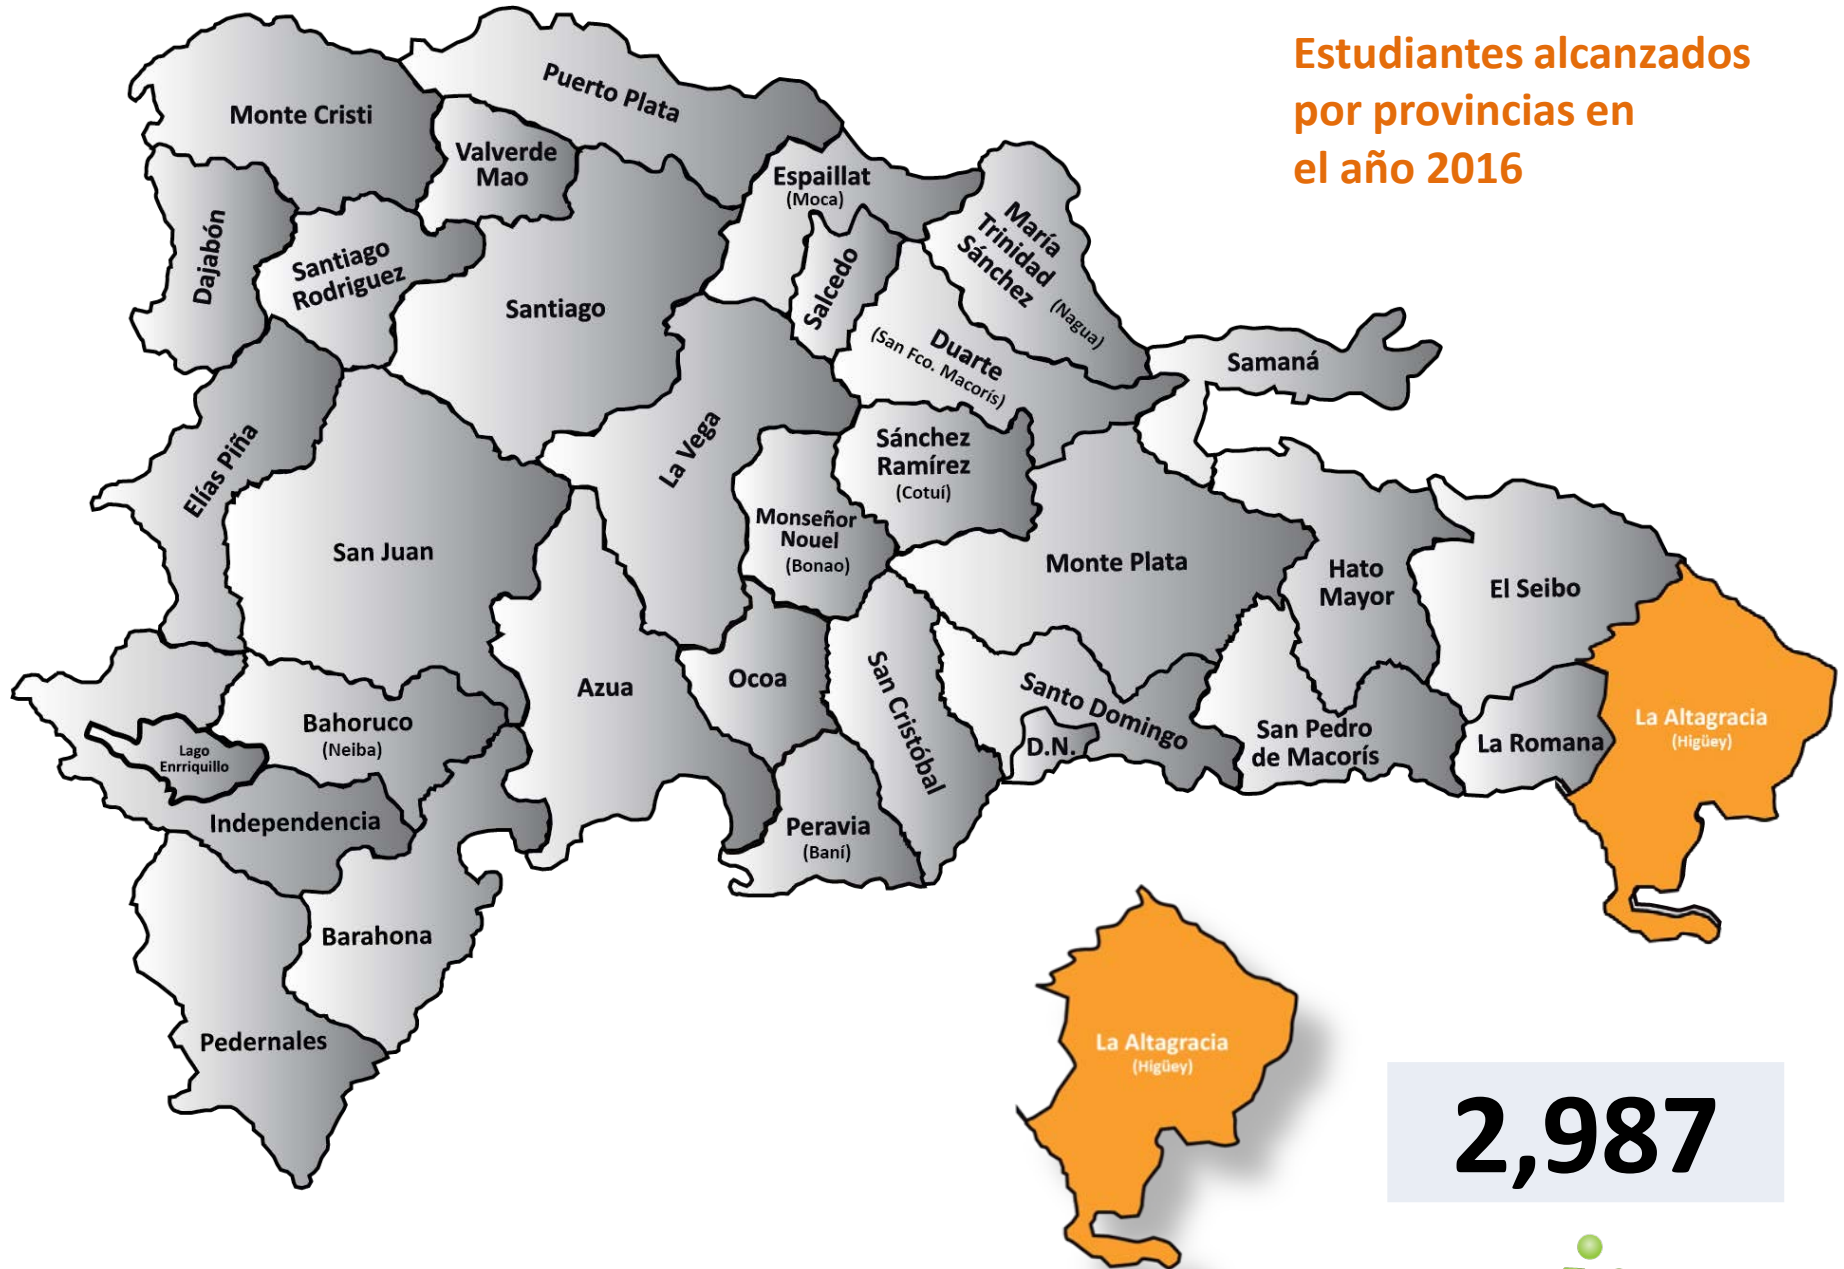 Estudiantes alcanzados
por provincias en
el año 2016
Puerto Plata
Monte Cristi
Valverde
Mao
Espaillat
(Moca)
María
Trinidad
Sánchez
(Nagua)
Dajabón
Santiago
Rodriguez
Santiago
Salcedo
Duarte
(San Fco. Macorís)
Samaná
Elías Piña
La Vega
Sánchez
Ramírez
(Cotuí)
San Juan
Monseñor
Nouel
(Bonao)
Monte Plata
Hato
Mayor
El Seibo
Azua
Ocoa
San Cristóbal
Santo Domingo
D.N.
San Pedro
de Macorís
La Romana
La Altagracia
(Higüey)
Bahoruco
(Neiba)
Lago
Enrriquillo
Independencia
Peravia
(Baní)
Barahona
Pedernales
La Altagracia
(Higüey)
2,987